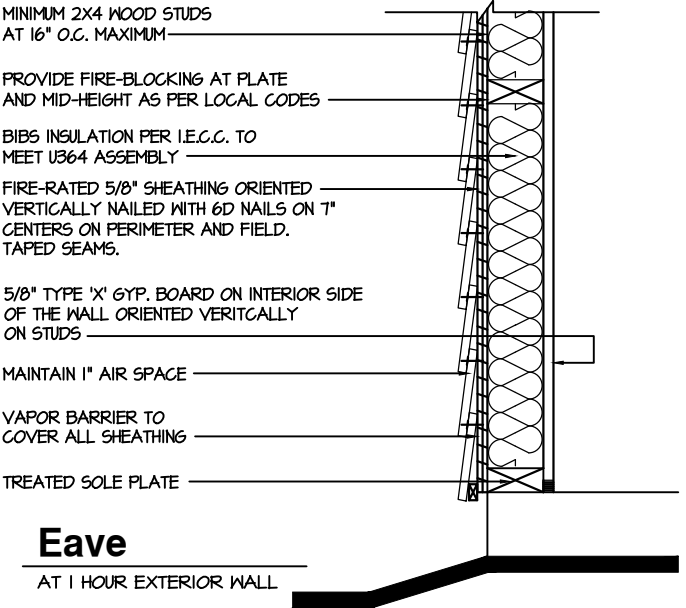 MINIMUM 2X4 WOOD STUDS
AT 16" O.C. MAXIMUM
PROVIDE FIRE-BLOCKING AT PLATE
AND MID-HEIGHT AS PER LOCAL CODES
BIBS INSULATION PER I.E.C.C. TO
MEET U364 ASSEMBLY
FIRE-RATED 5/8" SHEATHING ORIENTED
VERTICALLY NAILED WITH 6D NAILS ON 7"
CENTERS ON PERIMETER AND FIELD.
TAPED SEAMS.
5/8" TYPE 'X' GYP. BOARD ON INTERIOR SIDE
OF THE WALL ORIENTED VERITCALLY
ON STUDS
MAINTAIN 1" AIR SPACE
VAPOR BARRIER TO
COVER ALL SHEATHING
TREATED SOLE PLATE
Eave
AT 1 HOUR EXTERIOR WALL